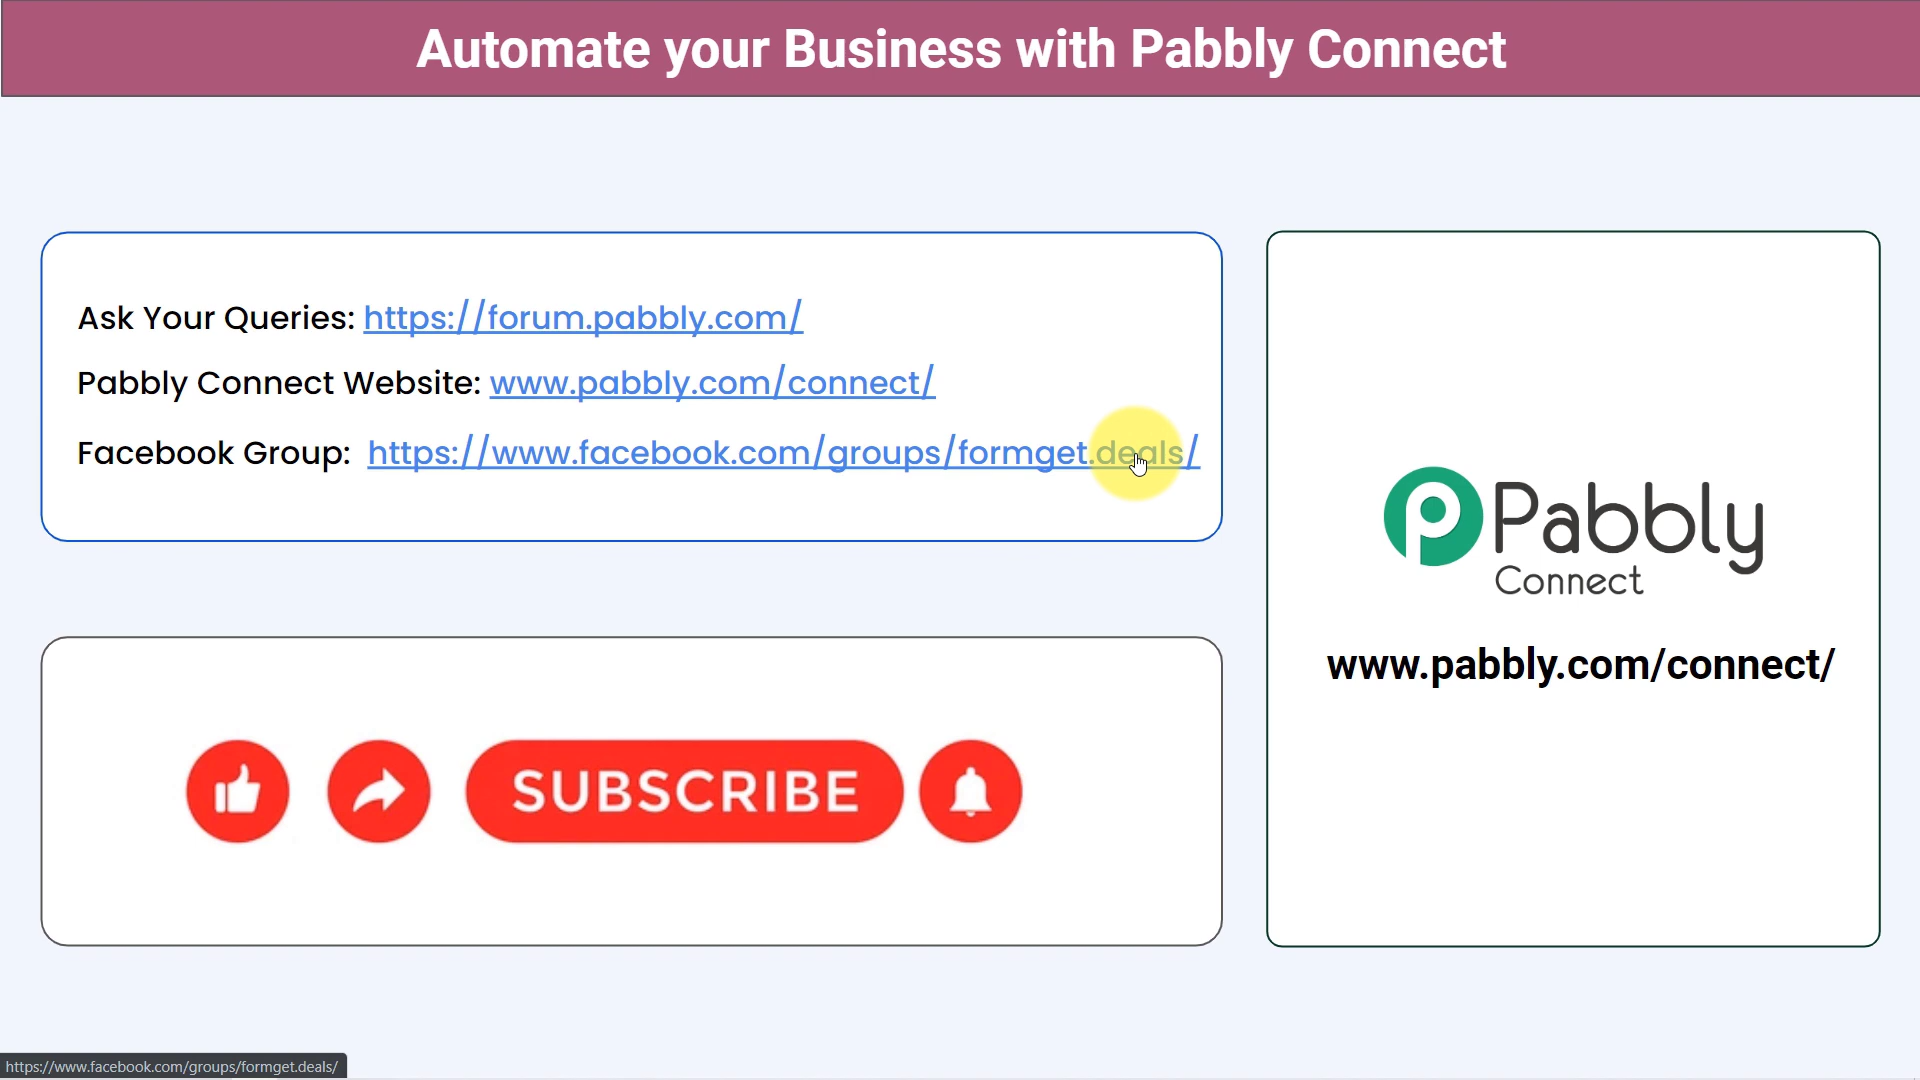 Automate your Business with Pabbly Connect
Ask Your Queries: https://forum.pabbly.com/
Pabbly Connect Website: www.pabbly.com/connect/
Facebook Group: https://www.facebook.com/groups/formget.deals/
Pabbly
Connect
www.pabbly.com/connect/
SUBSCRIBE
https://www.facebook.com/groups/formget.deals/